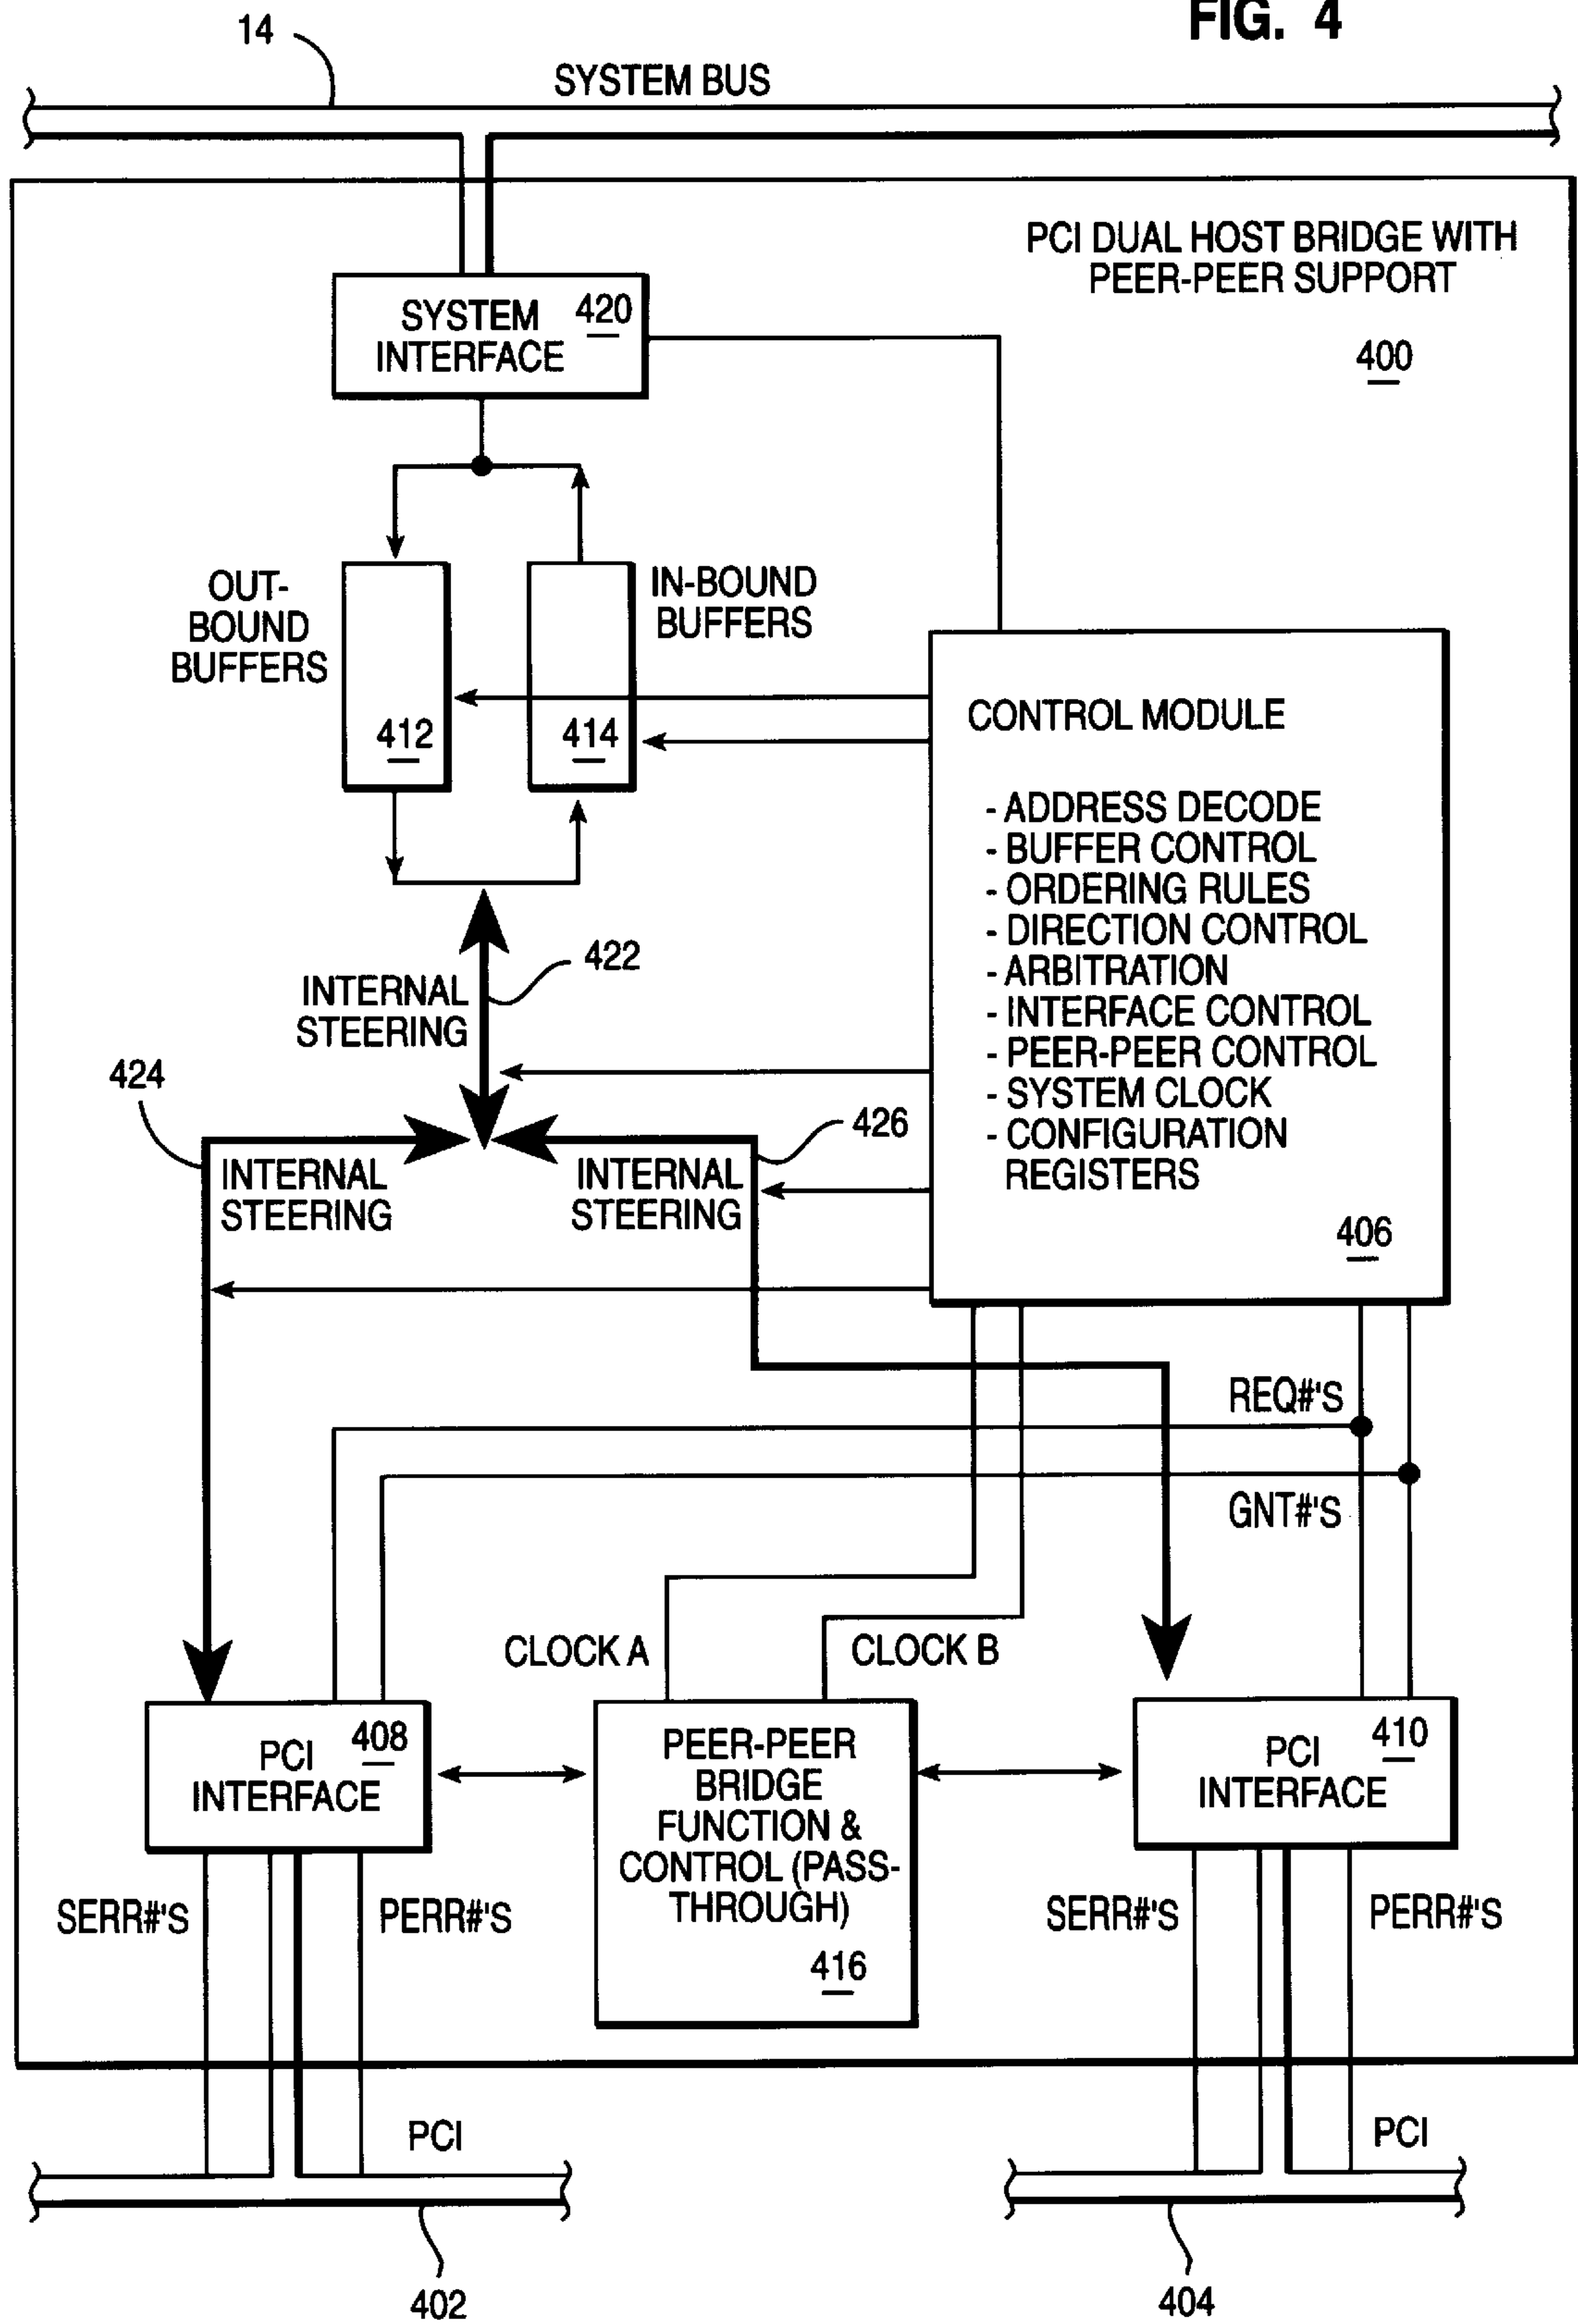 FIG. 4
14
SYSTEM BUS
PCI DUAL HOST BRIDGE WITH
PEER-PEER SUPPORT
400
SYSTEM
INTERFACE
420
OUT-
BOUND
BUFFERS
412
IN-BOUND
BUFFERS
414
CONTROL MODULE
- ADDRESS DECODE
- BUFFER CONTROL
- ORDERING RULES
- DIRECTION CONTROL
- ARBITRATION
- INTERFACE CONTROL
- PEER-PEER CONTROL
- SYSTEM CLOCK
- CONFIGURATION
REGISTERS
406
INTERNAL
STEERING
422
424
INTERNAL
STEERING
426
INTERNAL
STEERING
REQ#'S
GNT#'S
CLOCK A
CLOCK B
PCI
INTERFACE
408
PEER-PEER
BRIDGE
FUNCTION &
CONTROL (PASS-
THROUGH)
416
PCI
INTERFACE
410
SERR#'S
PERR#'S
SERR#'S
PERR#'S
PCI
PCI
402
404